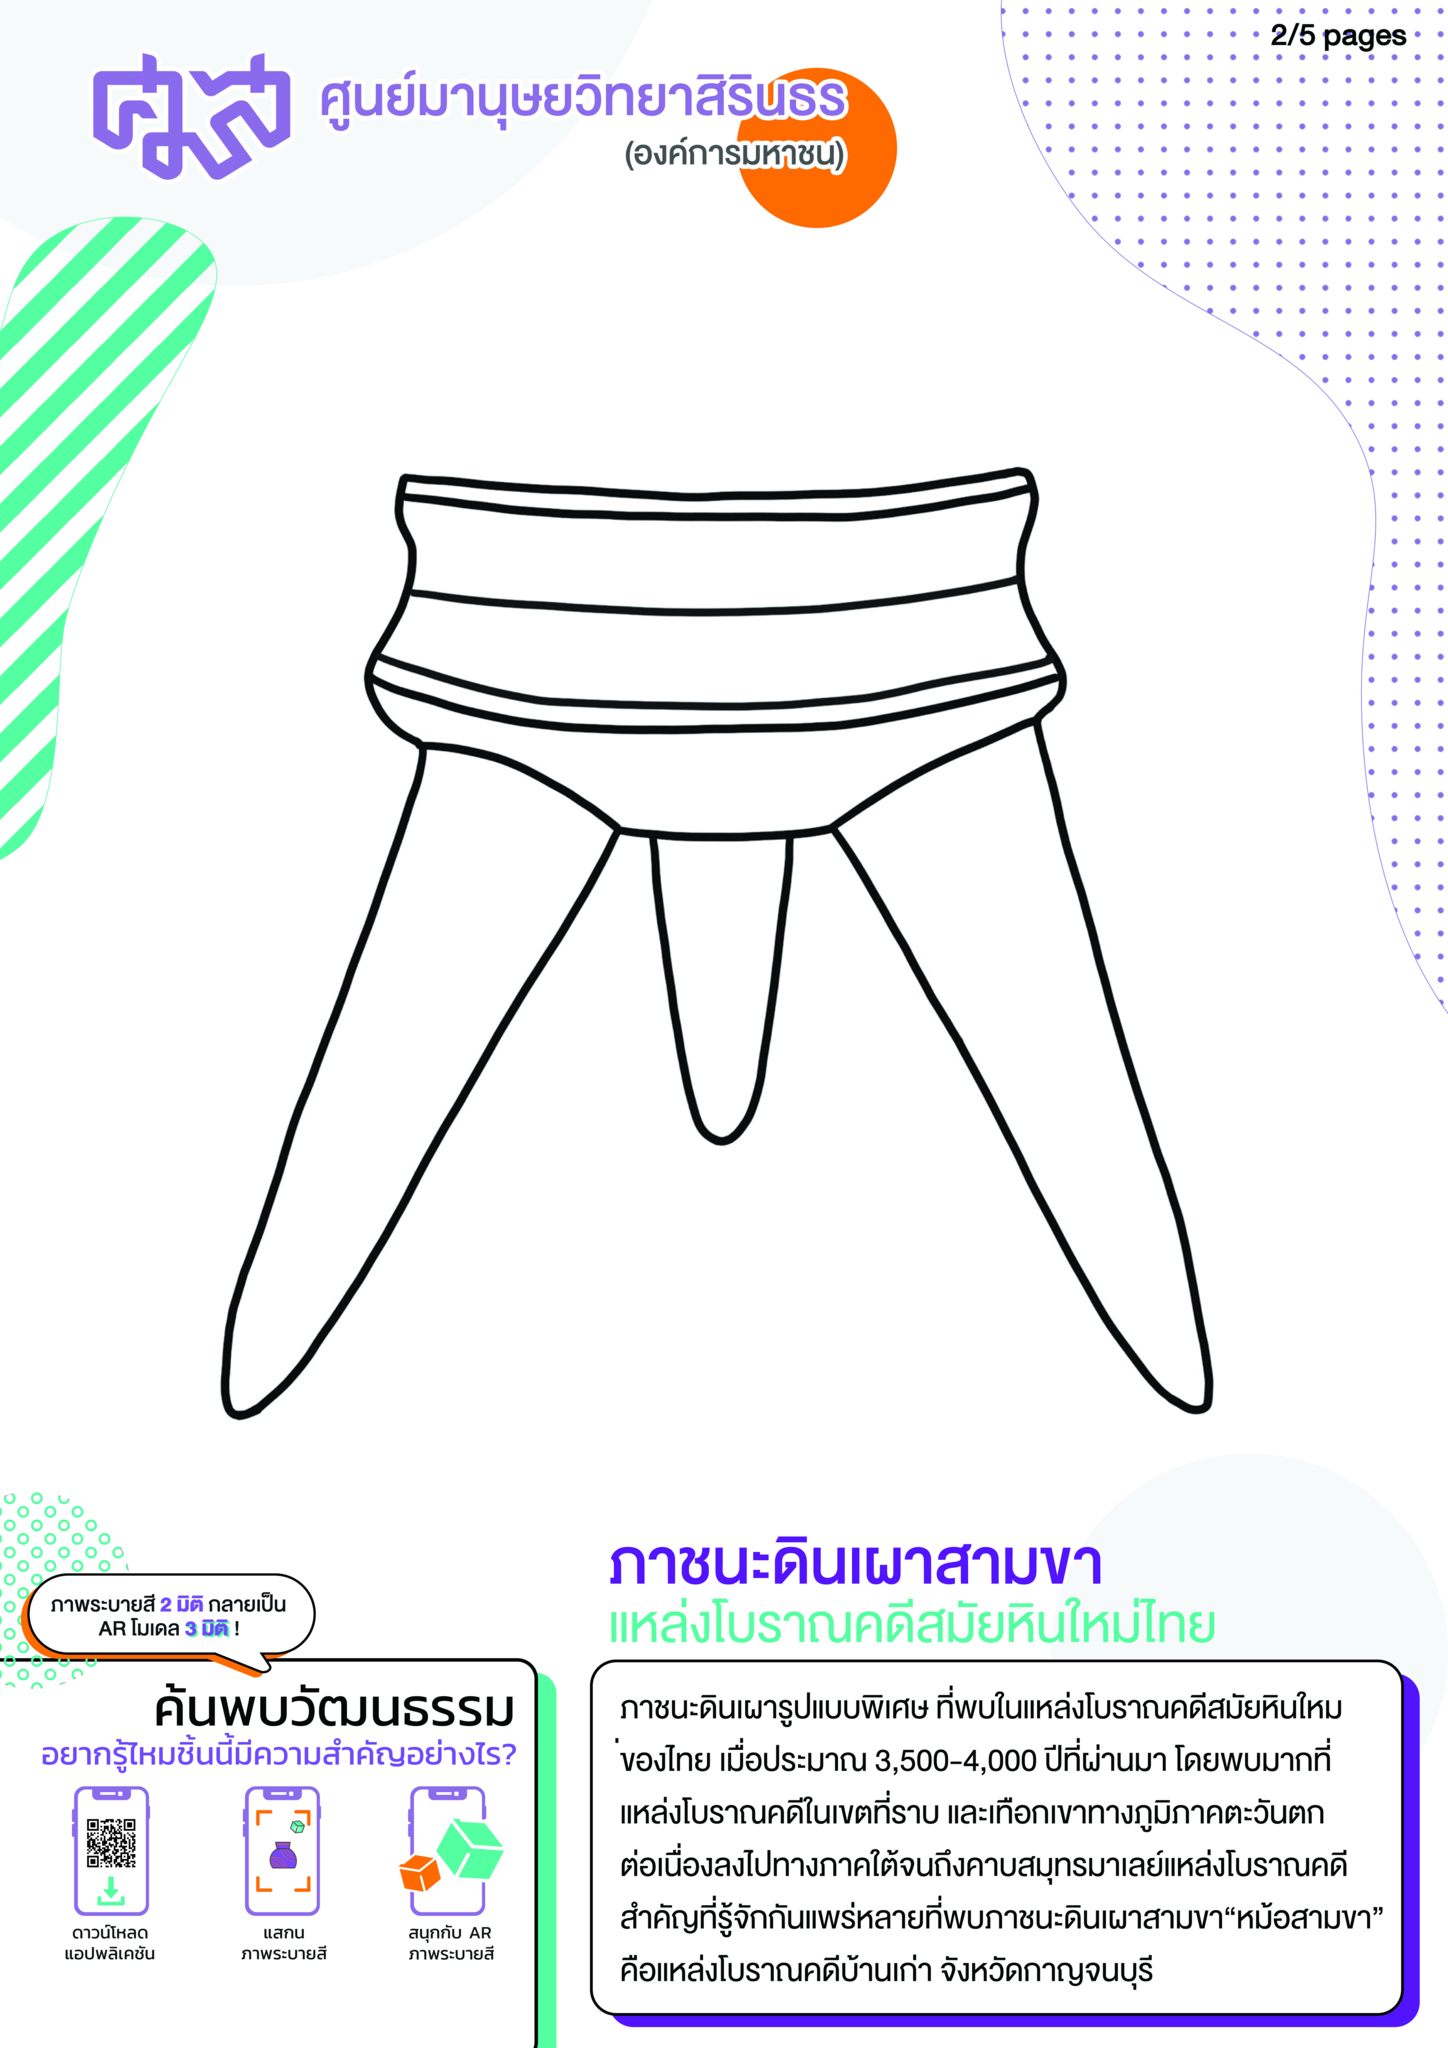 2/5 pages
ศมส
ศูนย์มานุษยวิทยาสิรินธร
(องค์การมหาชน)
ภาชนะดินเผาสามขา
แหล่งโบราณคดีสมัยหินใหม่ไทย
ภาชนะดินเผารูปแบบพิเศษ ที่พบในแหล่งโบราณคดีสมัยหินใหม
่ของไทย เมื่อประมาณ 3,500-4,000 ปีที่ผ่านมา โดยพบมากที่
แหล่งโบราณคดีในเขตที่ราบ และเทือกเขาทางภูมิภาคตะวันตก
ต่อเนื่องลงไปทางภาคใต้จนถึงคาบสมุทรมาเลย์แหล่งโบราณคดี
สำคัญที่รู้จักกันแพร่หลายที่พบภาชนะดินเผาสามขา“หม้อสามขา”
คือแหล่งโบราณคดีบ้านเก่า จังหวัดกาญจนบุรี
ภาพระบายสี 2 มิติ กลายเป็น
AR โมเดล 3 มิติ !
ค้นพบวัฒนธรรม
อยากรู้ไหมชิ้นนี้มีความสำคัญอย่างไร?
ดาวน์โหลด
แอปพลิเคชัน
แสกน
ภาพระบายสี
สนุกกับ AR
ภาพระบายสี